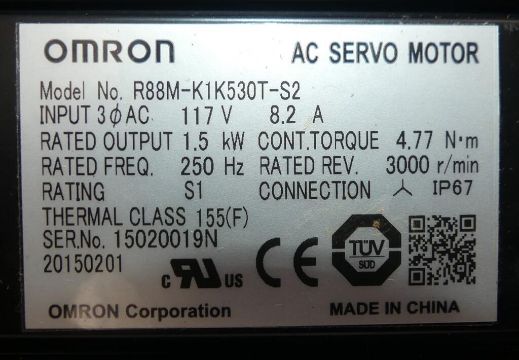 OMRON AC SERVO MOTOR
Model No. R88M-K1K530T-S2
INPUT 3ϕAC 117 V 8.2 A
RATED OUTPUT 1.5 kW CONT.TORQUE 4.77 N·m
RATED FREQ. 250 Hz RATED REV. 3000 r/min
RATING S1 CONNECTION ⅄ IP67
THERMAL CLASS 155(F)
SER.No. 15020019N
20150201
c RU US CE TÜV SÜD
OMRON Corporation MADE IN CHINA